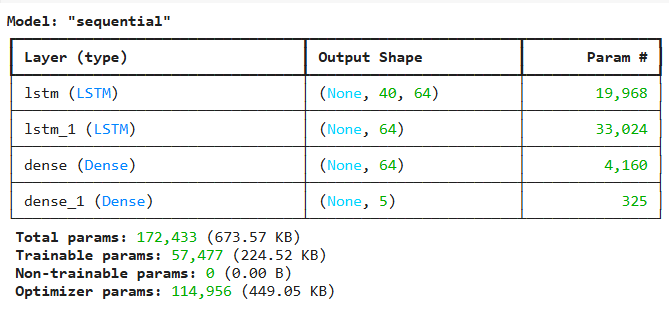 Model: "sequential"
Layer (type) Output Shape Param #
lstm (LSTM) (None, 40, 64) 19,968
lstm_1 (LSTM) (None, 64) 33,024
dense (Dense) (None, 64) 4,160
dense_1 (Dense) (None, 5) 325
Total params: 172,433 (673.57 KB)
Trainable params: 57,477 (224.52 KB)
Non-trainable params: 0 (0.00 B)
Optimizer params: 114,956 (449.05 KB)